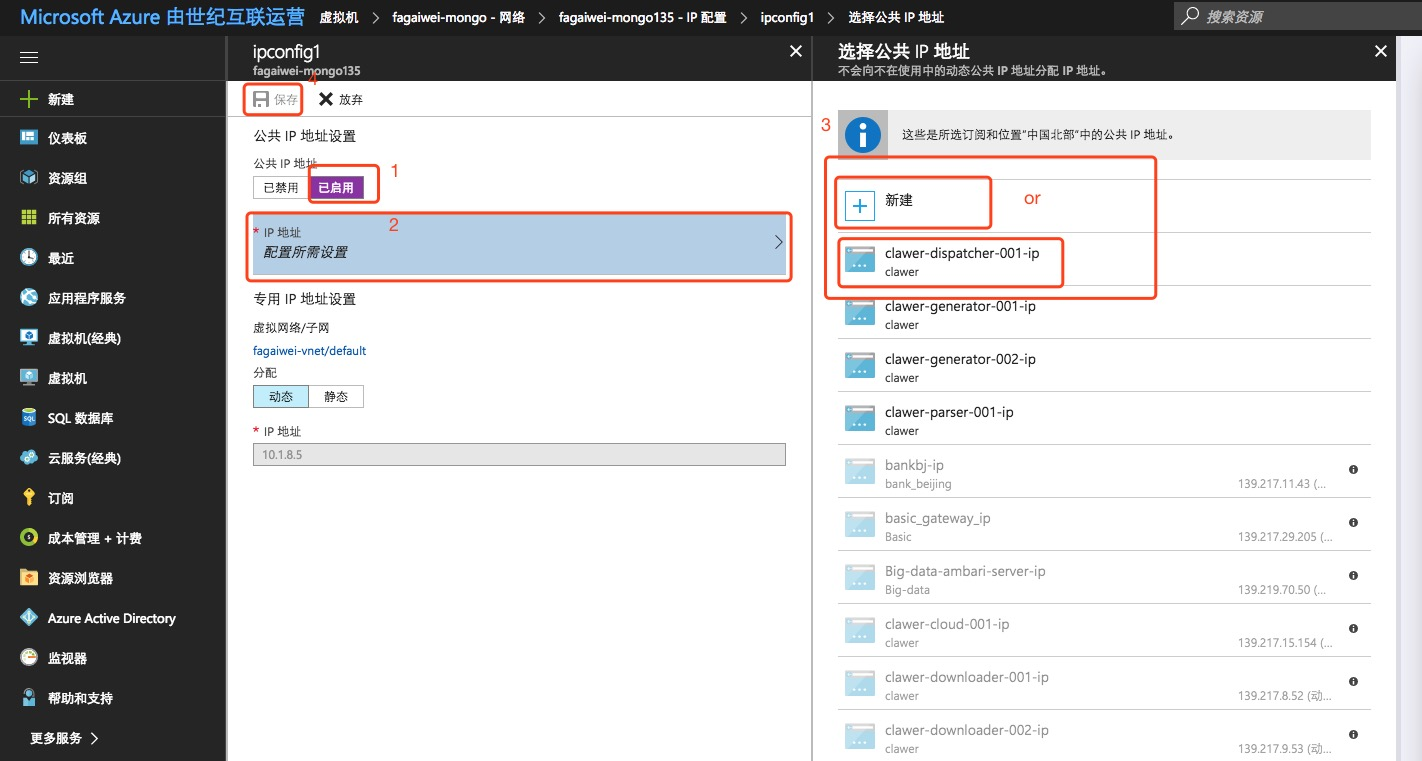 Microsoft Azure 由世纪互联运营
虚拟机 > fagaiwei-mongo - 网络 > fagaiwei-mongo135 - IP 配置 > ipconfig1 > 选择公共 IP 地址
搜索资源
新建
仪表板
资源组
所有资源
最近
应用程序服务
虚拟机(经典)
虚拟机
SQL 数据库
云服务(经典)
订阅
成本管理 + 计费
资源浏览器
Azure Active Directory
监视器
帮助和支持
更多服务 >
ipconfig1
fagaiwei-mongo135
4
保存
放弃
公共 IP 地址设置
公共 IP 地址
已禁用
已启用
1
2
* IP 地址
配置所需设置
专用 IP 地址设置
虚拟网络/子网
fagaiwei-vnet/default
分配
动态
静态
* IP 地址
10.1.8.5
选择公共 IP 地址
不会向不在使用中的动态公共 IP 地址分配 IP 地址。
3
这些是所选订阅和位置“中国北部”中的公共 IP 地址。
新建
or
clawer-dispatcher-001-ip
clawer
clawer-generator-001-ip
clawer
clawer-generator-002-ip
clawer
clawer-parser-001-ip
clawer
bankbj-ip
bank_beijing
139.217.11.43 (...
basic_gateway_ip
Basic
139.217.29.205 (...
Big-data-ambari-server-ip
Big-data
139.219.70.50 (...
clawer-cloud-001-ip
clawer
139.217.15.154 (...
clawer-downloader-001-ip
clawer
139.217.8.52 (动...
clawer-downloader-002-ip
clawer
139.217.9.53 (动...